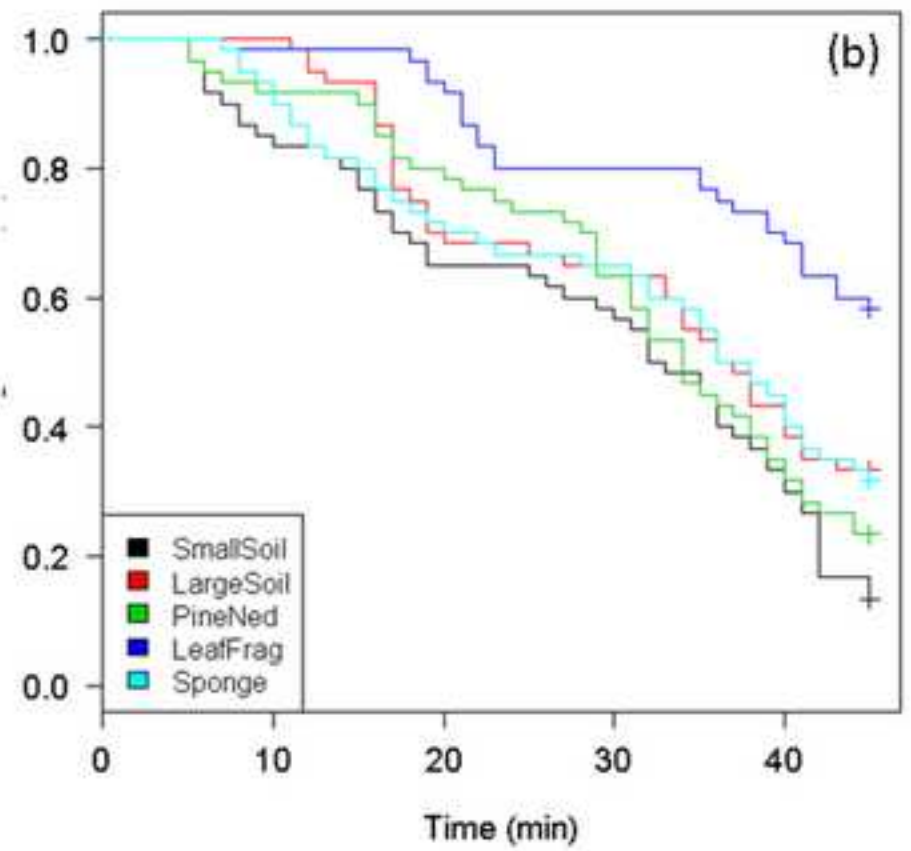 (b)
1.0
0.8
0.6
0.4
0.2
0.0
SmallSoil
LargeSoil
PineNed
LeafFrag
Sponge
0 10 20 30 40
Time (min)